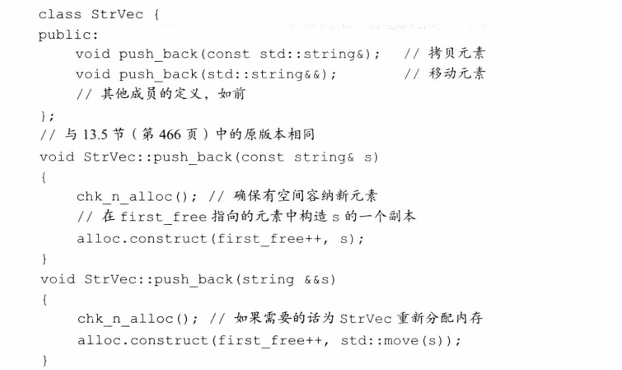 class StrVec {
public:
    void push_back(const std::string&);   // 拷贝元素
    void push_back(std::string&&);        // 移动元素
    // 其他成员的定义，如前
};
// 与 13.5 节（第 466 页）中的原版本相同
void StrVec::push_back(const string& s)
{
    chk_n_alloc(); // 确保有空间容纳新元素
    // 在 first_free 指向的元素中构造 s 的一个副本
    alloc.construct(first_free++, s);
}
void StrVec::push_back(string &&s)
{
    chk_n_alloc(); // 如果需要的话为 StrVec 重新分配内存
    alloc.construct(first_free++, std::move(s));
}